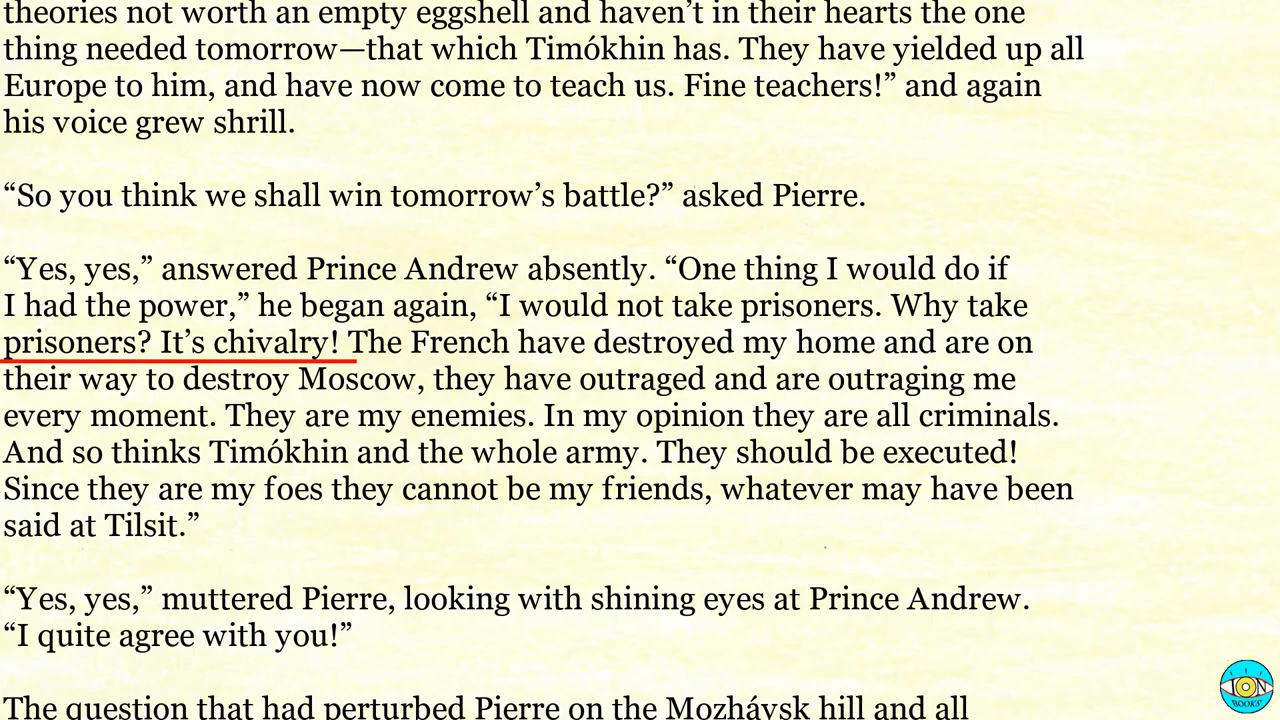 theories not worth an empty eggshell and haven’t in their hearts the one
thing needed tomorrow—that which Timókhin has. They have yielded up all
Europe to him, and have now come to teach us. Fine teachers!” and again
his voice grew shrill.
“So you think we shall win tomorrow’s battle?” asked Pierre.
“Yes, yes,” answered Prince Andrew absently. “One thing I would do if
I had the power,” he began again, “I would not take prisoners. Why take
prisoners? It’s chivalry! The French have destroyed my home and are on
their way to destroy Moscow, they have outraged and are outraging me
every moment. They are my enemies. In my opinion they are all criminals.
And so thinks Timókhin and the whole army. They should be executed!
Since they are my foes they cannot be my friends, whatever may have been
said at Tilsit.”
“Yes, yes,” muttered Pierre, looking with shining eyes at Prince Andrew.
“I quite agree with you!”
The question that had perturbed Pierre on the Mozháysk hill and all
I
ION
BOOKS